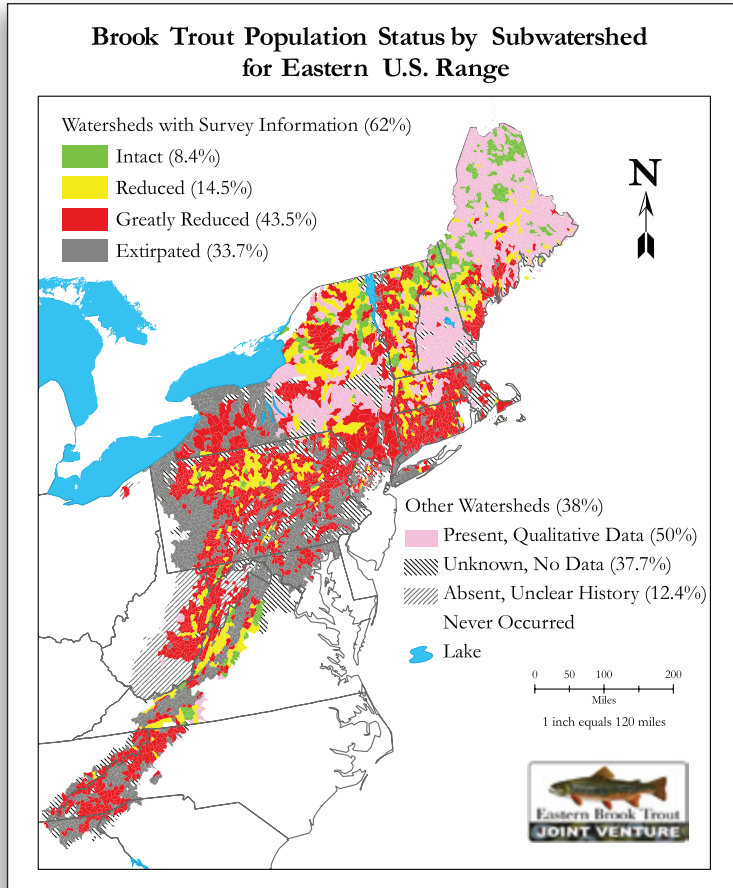 Brook Trout Population Status by Subwatershed
for Eastern U.S. Range
Watersheds with Survey Information (62%)
Intact (8.4%)
Reduced (14.5%)
Greatly Reduced (43.5%)
Extirpated (33.7%)
N
Other Watersheds (38%)
Present, Qualitative Data (50%)
Unknown, No Data (37.7%)
Absent, Unclear History (12.4%)
Never Occurred
Lake
0 50 100 200
Miles
1 inch equals 120 miles
Eastern Brook Trout
JOINT VENTURE